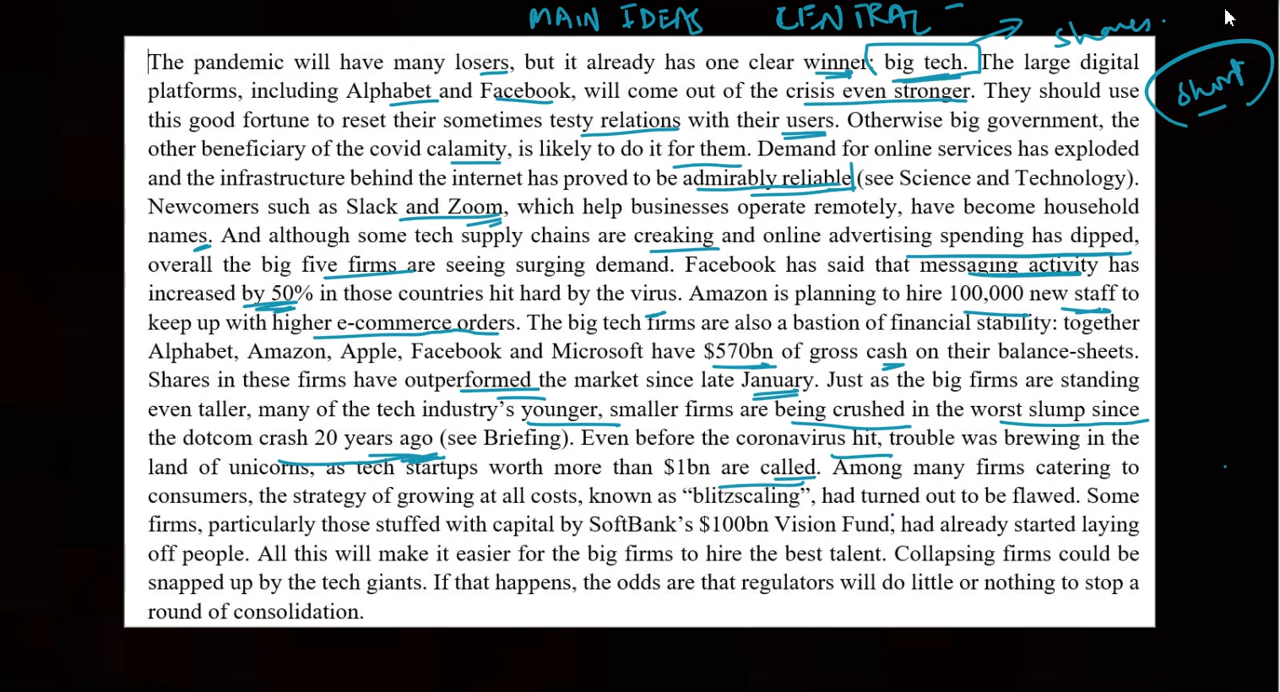 MAIN IDEAS CENTRAL -
shares.
short
The pandemic will have many losers, but it already has one clear winner: big tech. The large digital
platforms, including Alphabet and Facebook, will come out of the crisis even stronger. They should use
this good fortune to reset their sometimes testy relations with their users. Otherwise big government, the
other beneficiary of the covid calamity, is likely to do it for them. Demand for online services has exploded
and the infrastructure behind the internet has proved to be admirably reliable (see Science and Technology).
Newcomers such as Slack and Zoom, which help businesses operate remotely, have become household
names. And although some tech supply chains are creaking and online advertising spending has dipped,
overall the big five firms are seeing surging demand. Facebook has said that messaging activity has
increased by 50% in those countries hit hard by the virus. Amazon is planning to hire 100,000 new staff to
keep up with higher e-commerce orders. The big tech firms are also a bastion of financial stability: together
Alphabet, Amazon, Apple, Facebook and Microsoft have $570bn of gross cash on their balance-sheets.
Shares in these firms have outperformed the market since late January. Just as the big firms are standing
even taller, many of the tech industry's younger, smaller firms are being crushed in the worst slump since
the dotcom crash 20 years ago (see Briefing). Even before the coronavirus hit, trouble was brewing in the
land of unicorns, as tech startups worth more than $1bn are called. Among many firms catering to
consumers, the strategy of growing at all costs, known as “blitzscaling”, had turned out to be flawed. Some
firms, particularly those stuffed with capital by SoftBank's $100bn Vision Fund, had already started laying
off people. All this will make it easier for the big firms to hire the best talent. Collapsing firms could be
snapped up by the tech giants. If that happens, the odds are that regulators will do little or nothing to stop a
round of consolidation.